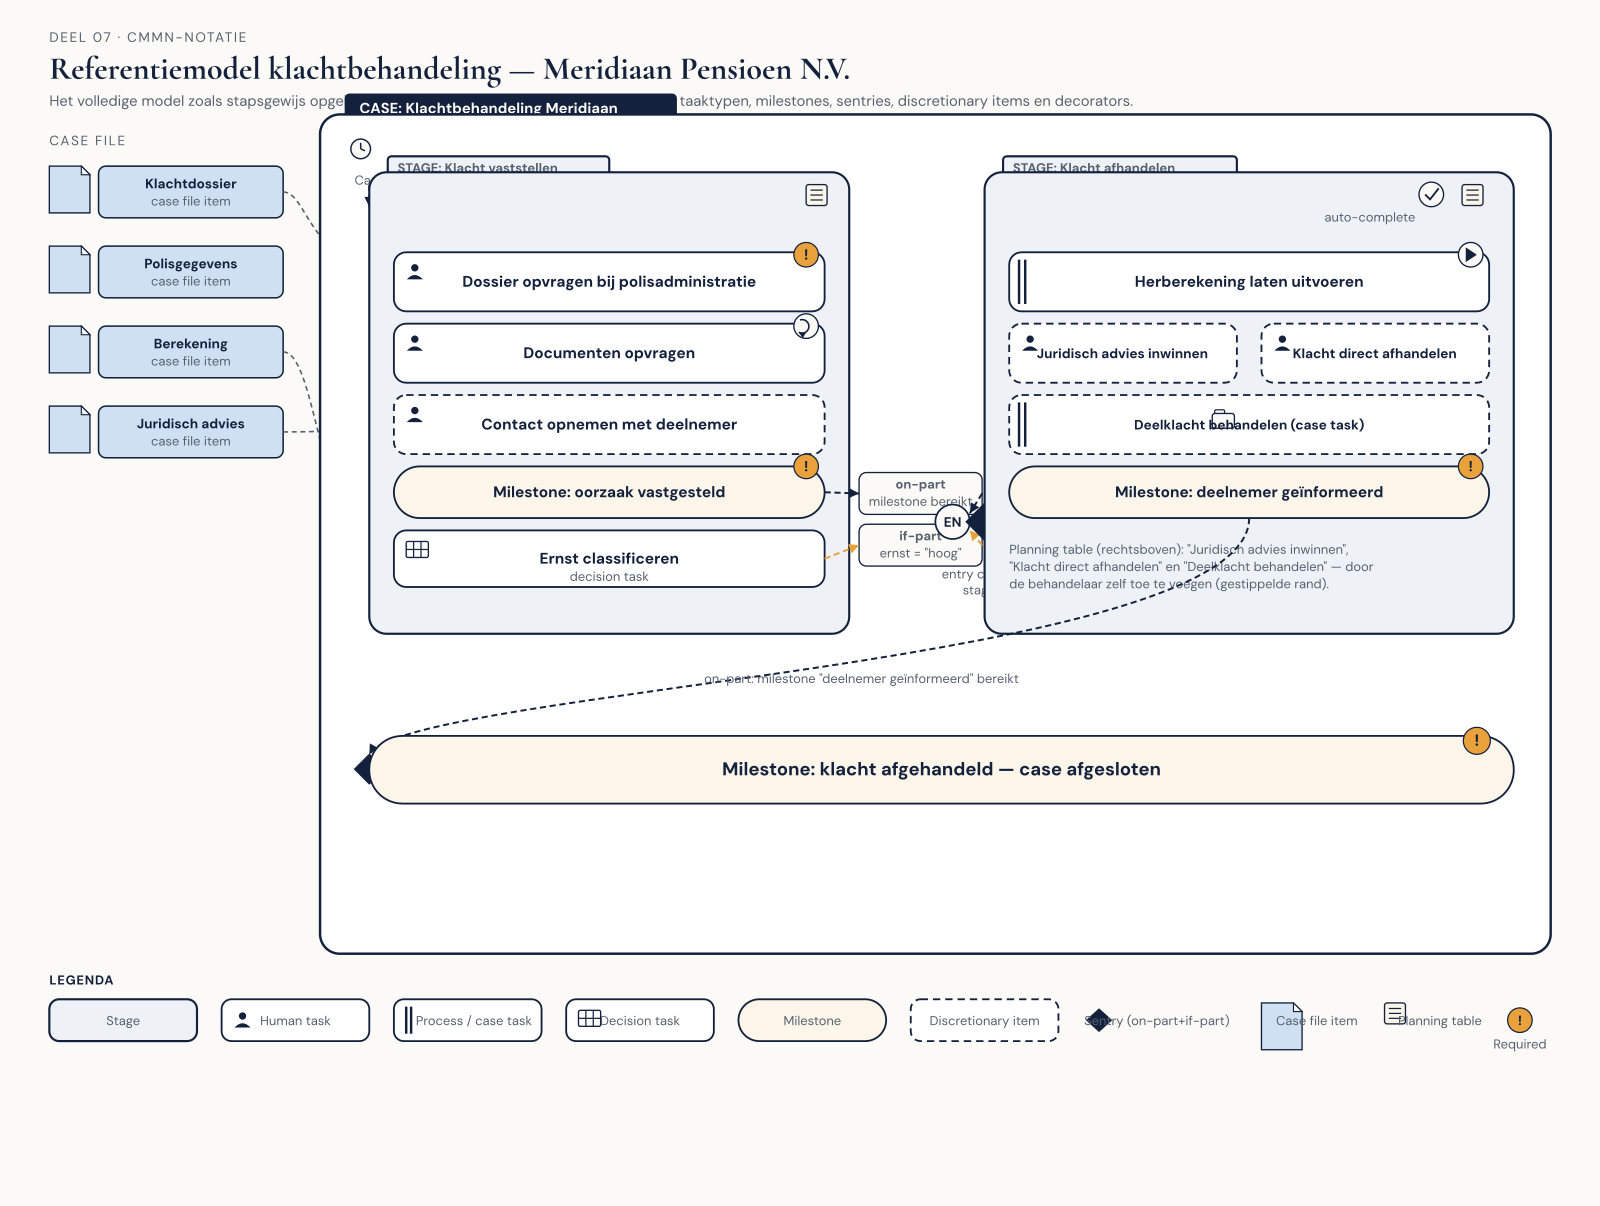 DEEL 07 · CMMN-NOTATIE
Referentiemodel klachtbehandeling — Meridiaan Pensioen N.V.
Het volledige model zoals stapsgewijs opge taaktypen, milestones, sentries, discretionary items en decorators.
CASE: Klachtbehandeling Meridiaan
CASE FILE
Klachtdossier
case file item
Polisgegevens
case file item
Berekening
case file item
Juridisch advies
case file item
Ca
STAGE: Klacht vaststellen
Dossier opvragen bij polisadministratie
!
Documenten opvragen
Contact opnemen met deelnemer
Milestone: oorzaak vastgesteld
!
Ernst classificeren
decision task
on-part
milestone bereikt
EN
if-part
ernst = "hoog"
entry c
stag
STAGE: Klacht afhandelen
auto-complete
Herberekening laten uitvoeren
Juridisch advies inwinnen
Klacht direct afhandelen
Deelklacht behandelen (case task)
Milestone: deelnemer geïnformeerd
!
Planning table (rechtsboven): "Juridisch advies inwinnen",
"Klacht direct afhandelen" en "Deelklacht behandelen" — door
de behandelaar zelf toe te voegen (gestippelde rand).
on-part: milestone "deelnemer geïnformeerd" bereikt
Milestone: klacht afgehandeld — case afgesloten
!
LEGENDA
Stage
Human task
Process / case task
Decision task
Milestone
Discretionary item
Sentry (on-part+if-part)
Case file item
Planning table
!
Required